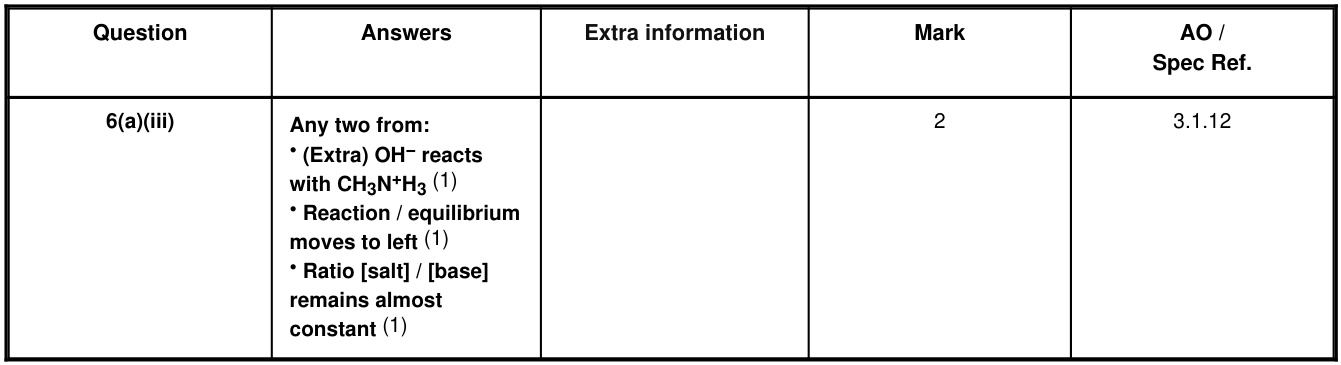 Question Answers Extra information Mark AO /
Spec Ref.
6(a)(iii) Any two from: 2 3.1.12
• (Extra) OH⁻ reacts
with CH₃N⁺H₃ (1)
• Reaction / equilibrium
moves to left (1)
• Ratio [salt] / [base]
remains almost
constant (1)